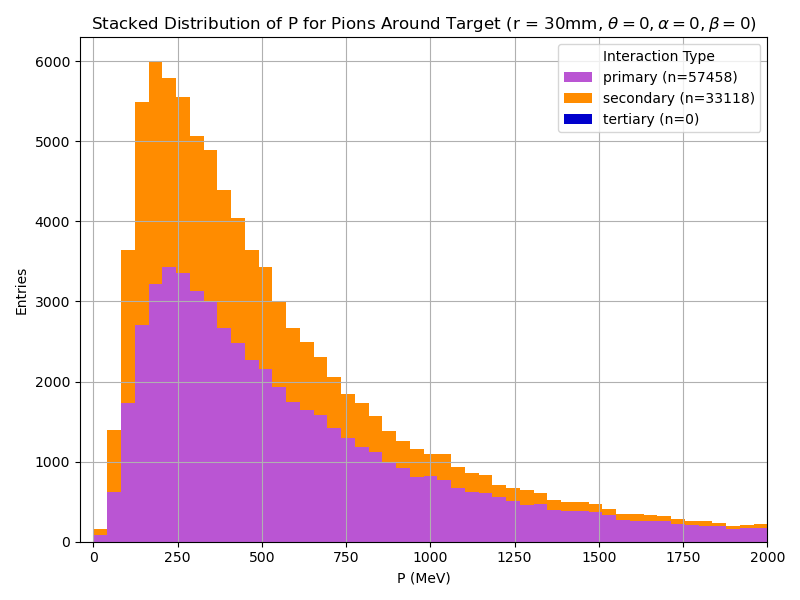 Stacked Distribution of P for Pions Around Target (r = 30mm, θ = 0, α = 0, β = 0)
Interaction Type
primary (n=57458)
secondary (n=33118)
tertiary (n=0)
6000
5000
4000
3000
2000
1000
0
Entries
0 250 500 750 1000 1250 1500 1750 2000
P (MeV)